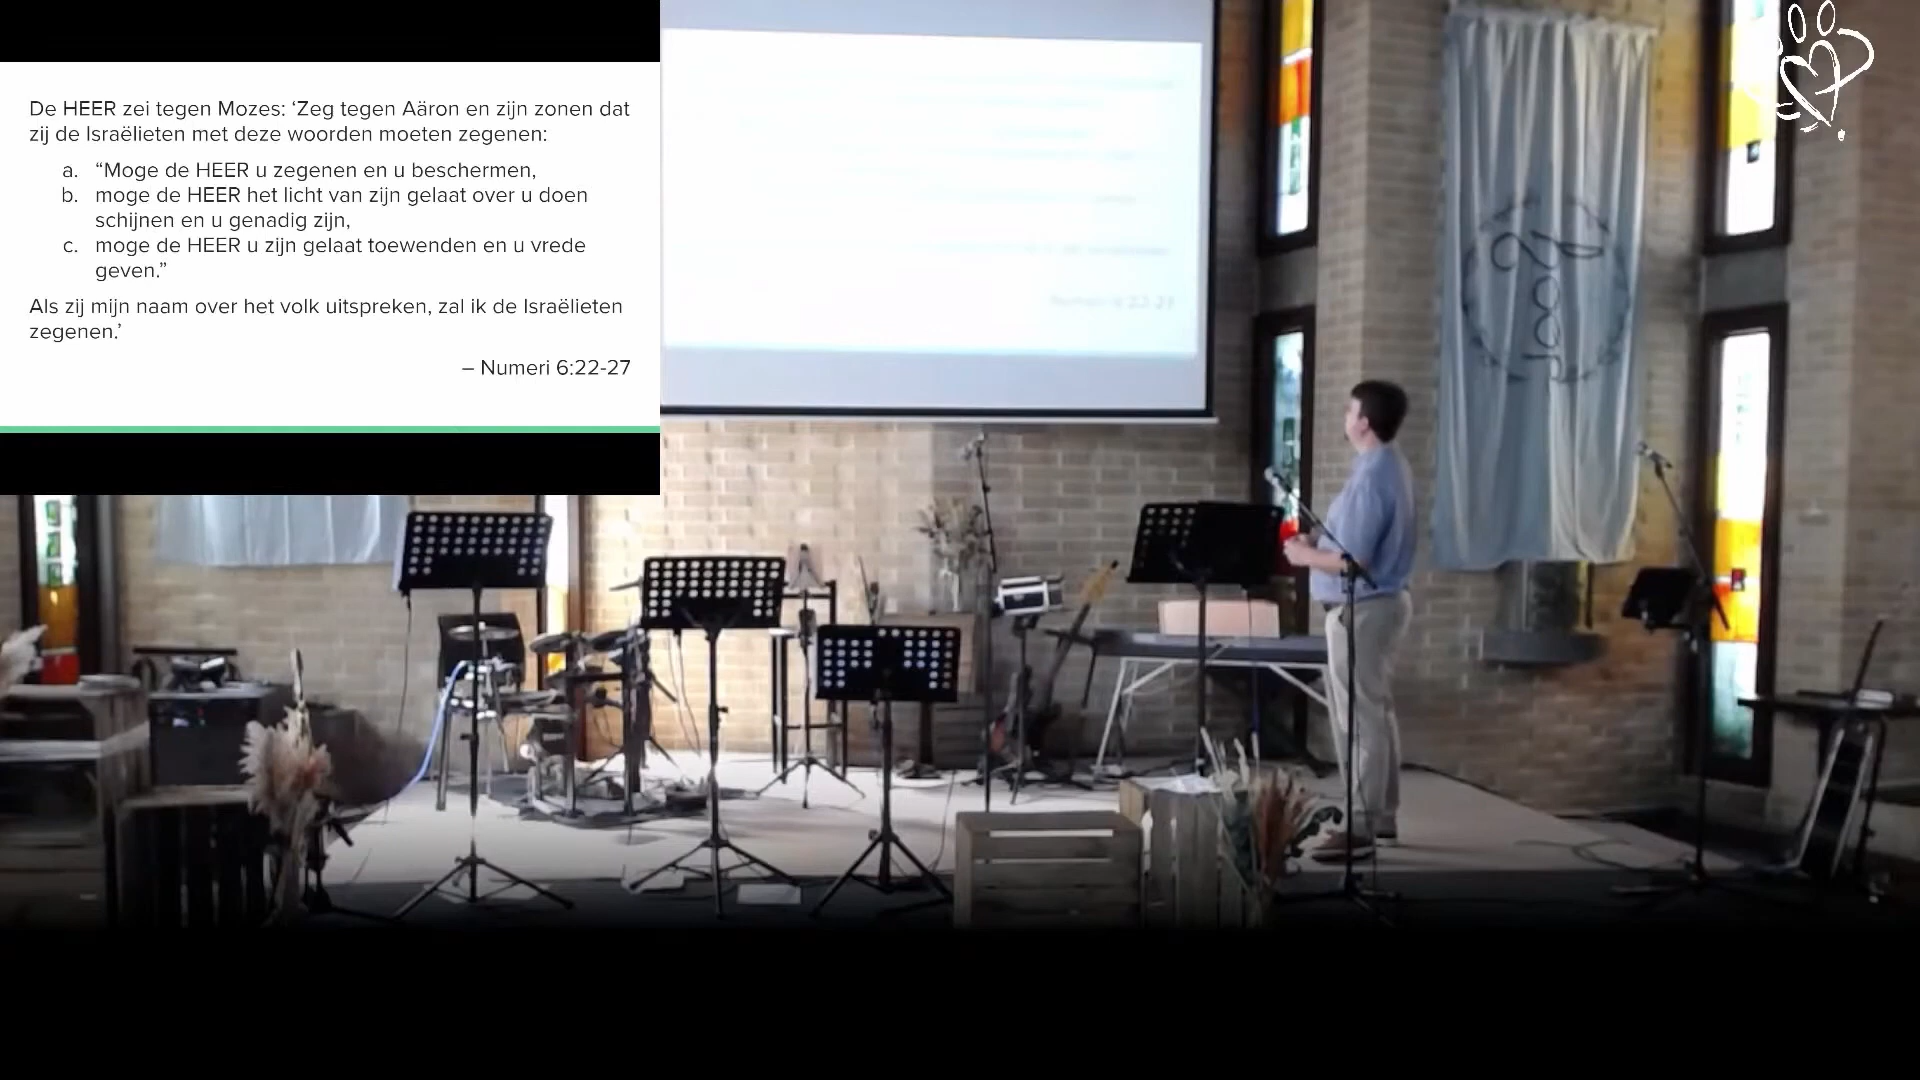 De HEER zei tegen Mozes: ‘Zeg tegen Aäron en zijn zonen dat
zij de Israëlieten met deze woorden moeten zegenen:
a. “Moge de HEER u zegenen en u beschermen,
b. moge de HEER het licht van zijn gelaat over u doen
schijnen en u genadig zijn,
c. moge de HEER u zijn gelaat toewenden en u vrede
geven.”
Als zij mijn naam over het volk uitspreken, zal ik de Israëlieten
zegenen.’
– Numeri 6:22-27